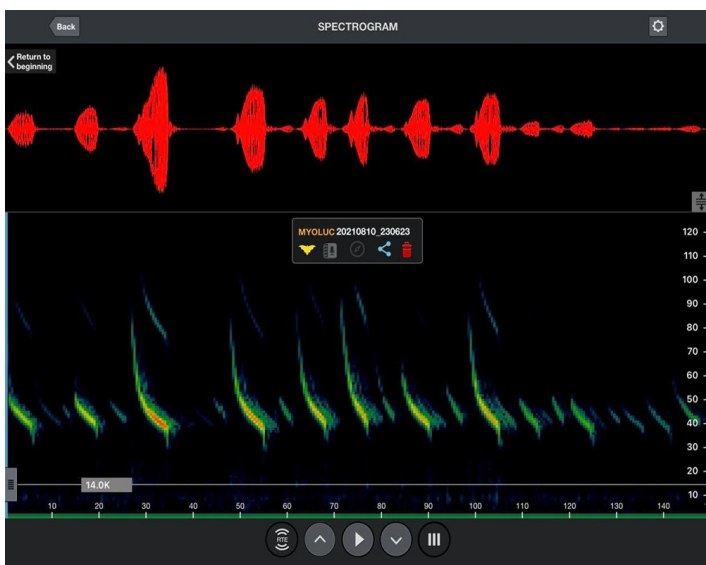 Back
SPECTROGRAM
Return to
beginning
MYOLUC 20210810_230623
120
110
100
90
80
70
60
50
40
30
20
10
14.0K
10 20 30 40 50 60 70 80 90 100 110 120 130 140
RTE